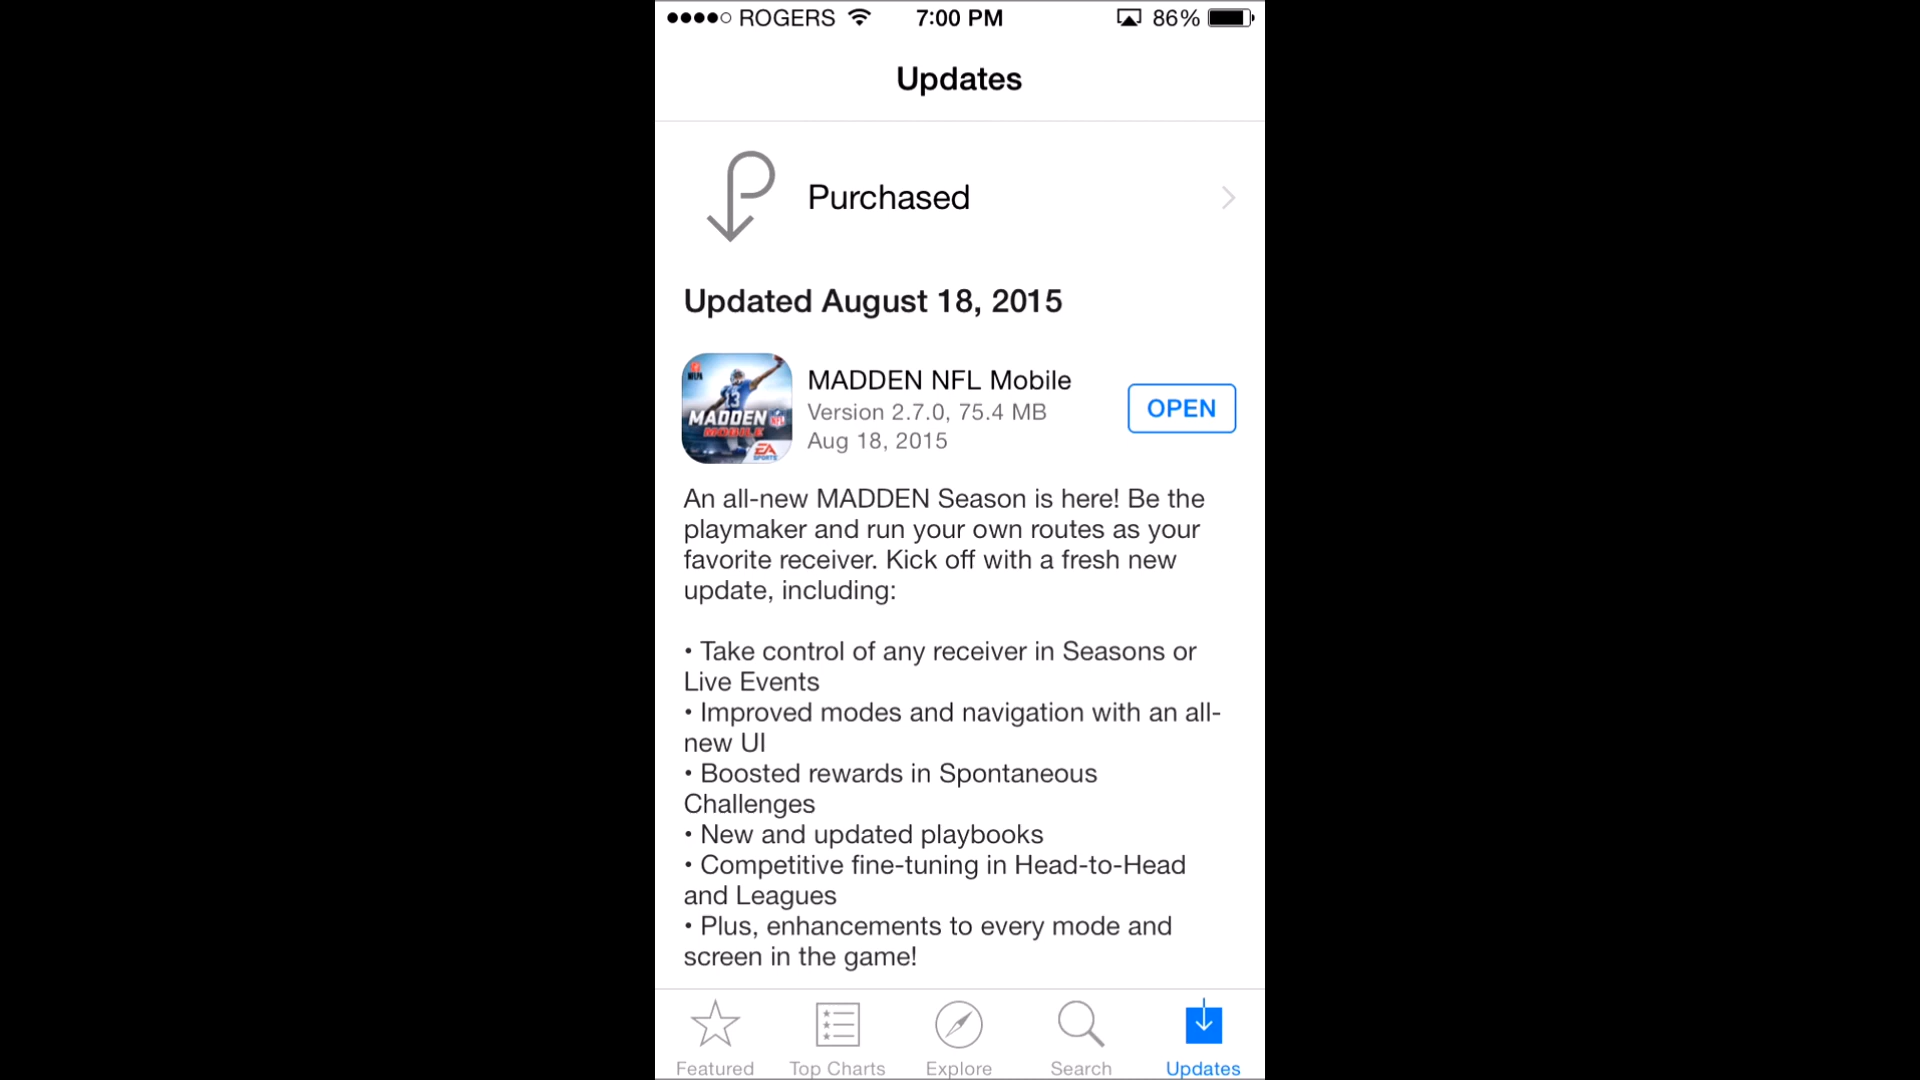 ROGERS 7:00 PM 86%
Updates
Purchased
Updated August 18, 2015
NFLPA
13
MADDEN NFL
MOBILE
EA
SPORTS
MADDEN NFL Mobile
Version 2.7.0, 75.4 MB
Aug 18, 2015
OPEN
An all-new MADDEN Season is here! Be the
playmaker and run your own routes as your
favorite receiver. Kick off with a fresh new
update, including:
• Take control of any receiver in Seasons or
Live Events
• Improved modes and navigation with an all-
new UI
• Boosted rewards in Spontaneous
Challenges
• New and updated playbooks
• Competitive fine-tuning in Head-to-Head
and Leagues
• Plus, enhancements to every mode and
screen in the game!
Featured Top Charts Explore Search Updates